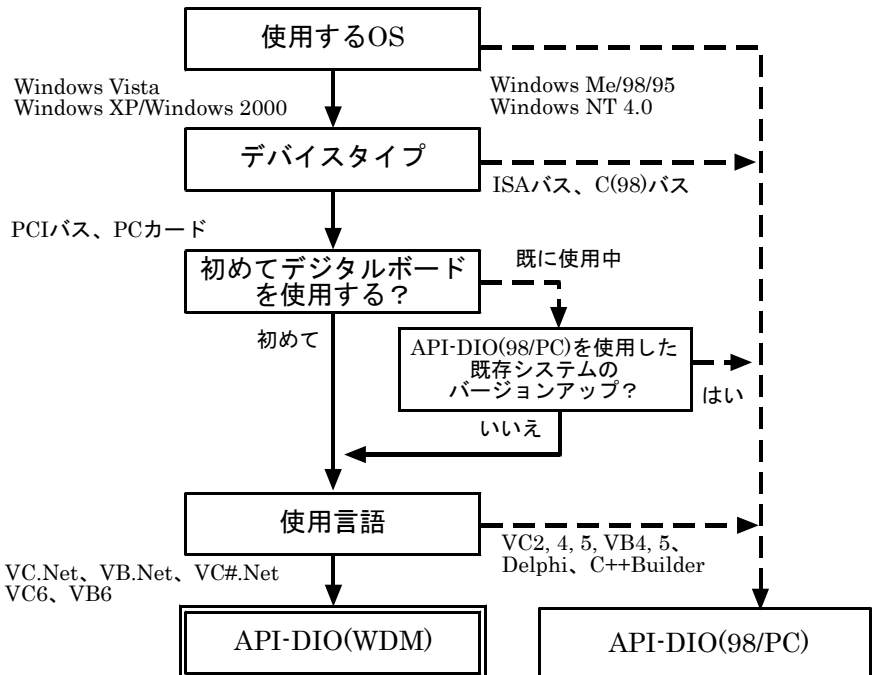 使用するOS
Windows Vista
Windows XP/Windows 2000
Windows Me/98/95
Windows NT 4.0
デバイスタイプ
ISAバス、C(98)バス
PCIバス、PCカード
初めてデジタルボード
を使用する？
既に使用中
初めて
API-DIO(98/PC)を使用した
既存システムの
バージョンアップ？
はい
いいえ
使用言語
VC2, 4, 5, VB4, 5、
Delphi、C++Builder
VC.Net、VB.Net、VC#.Net
VC6、VB6
API-DIO(WDM)
API-DIO(98/PC)